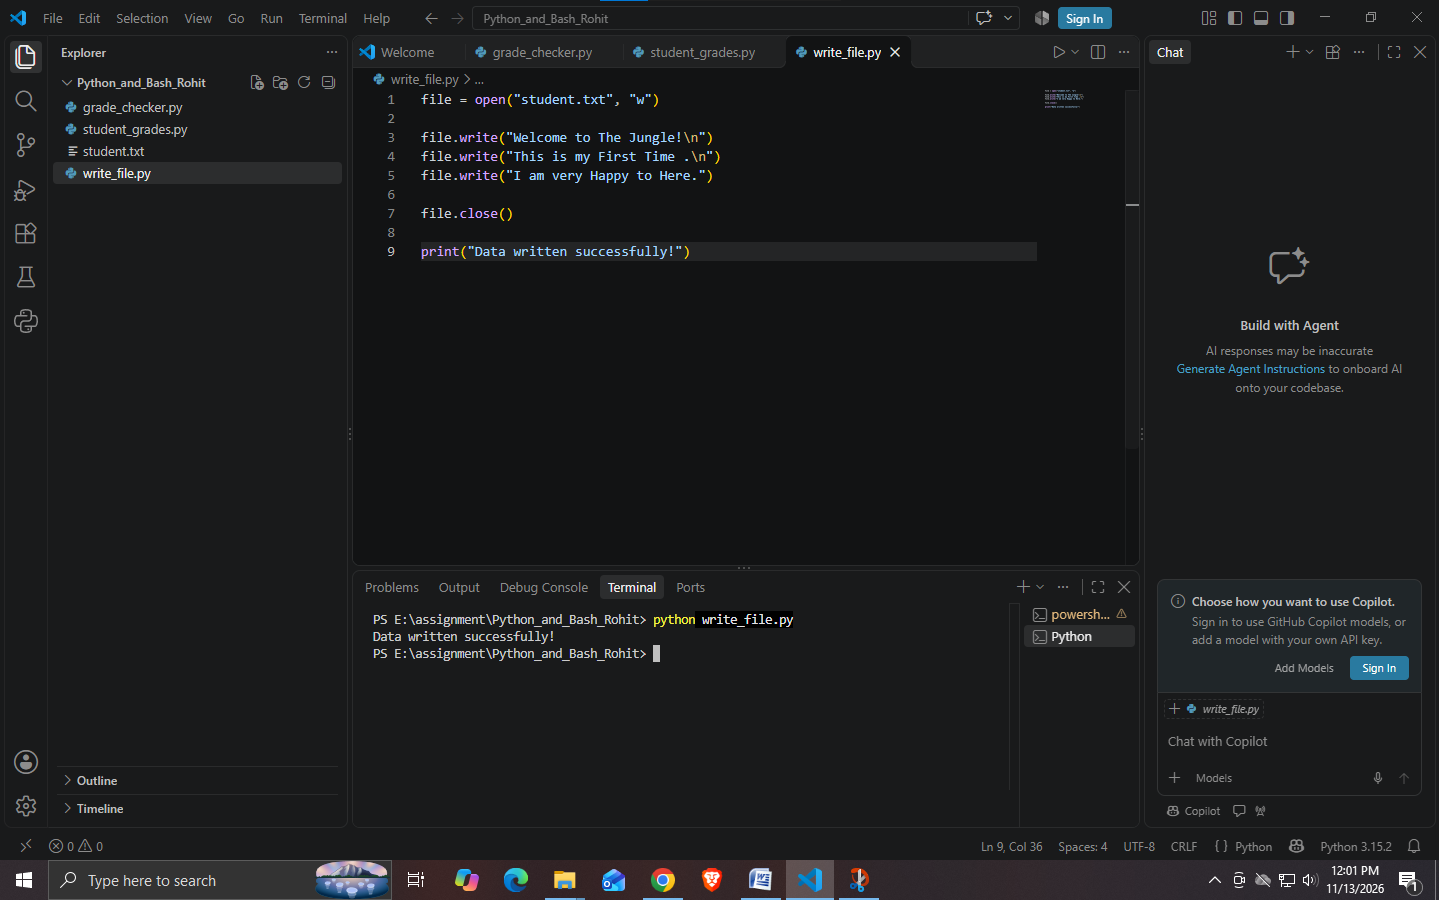 File Edit Selection View Go Run Terminal Help
Python_and_Bash_Rohit
Sign In
Explorer
Python_and_Bash_Rohit
grade_checker.py
student_grades.py
student.txt
write_file.py
Outline
Timeline
Welcome grade_checker.py student_grades.py write_file.py
write_file.py > ...
1 file = open("student.txt", "w")
2
3 file.write("Welcome to The Jungle!\n")
4 file.write("This is my First Time .\n")
5 file.write("I am very Happy to Here.")
6
7 file.close()
8
9 print("Data written successfully!")
Problems Output Debug Console Terminal Ports
PS E:\assignment\Python_and_Bash_Rohit> python write_file.py
Data written successfully!
PS E:\assignment\Python_and_Bash_Rohit>
powersh...
Python
Chat
Build with Agent
AI responses may be inaccurate
Generate Agent Instructions to onboard AI
onto your codebase.
Choose how you want to use Copilot.
Sign in to use GitHub Copilot models, or
add a model with your own API key.
Add Models Sign In
write_file.py
Chat with Copilot
Models
Copilot
0 0
Ln 9, Col 36 Spaces: 4 UTF-8 CRLF {} Python Python 3.15.2
Type here to search
12:01 PM
11/13/2026
1